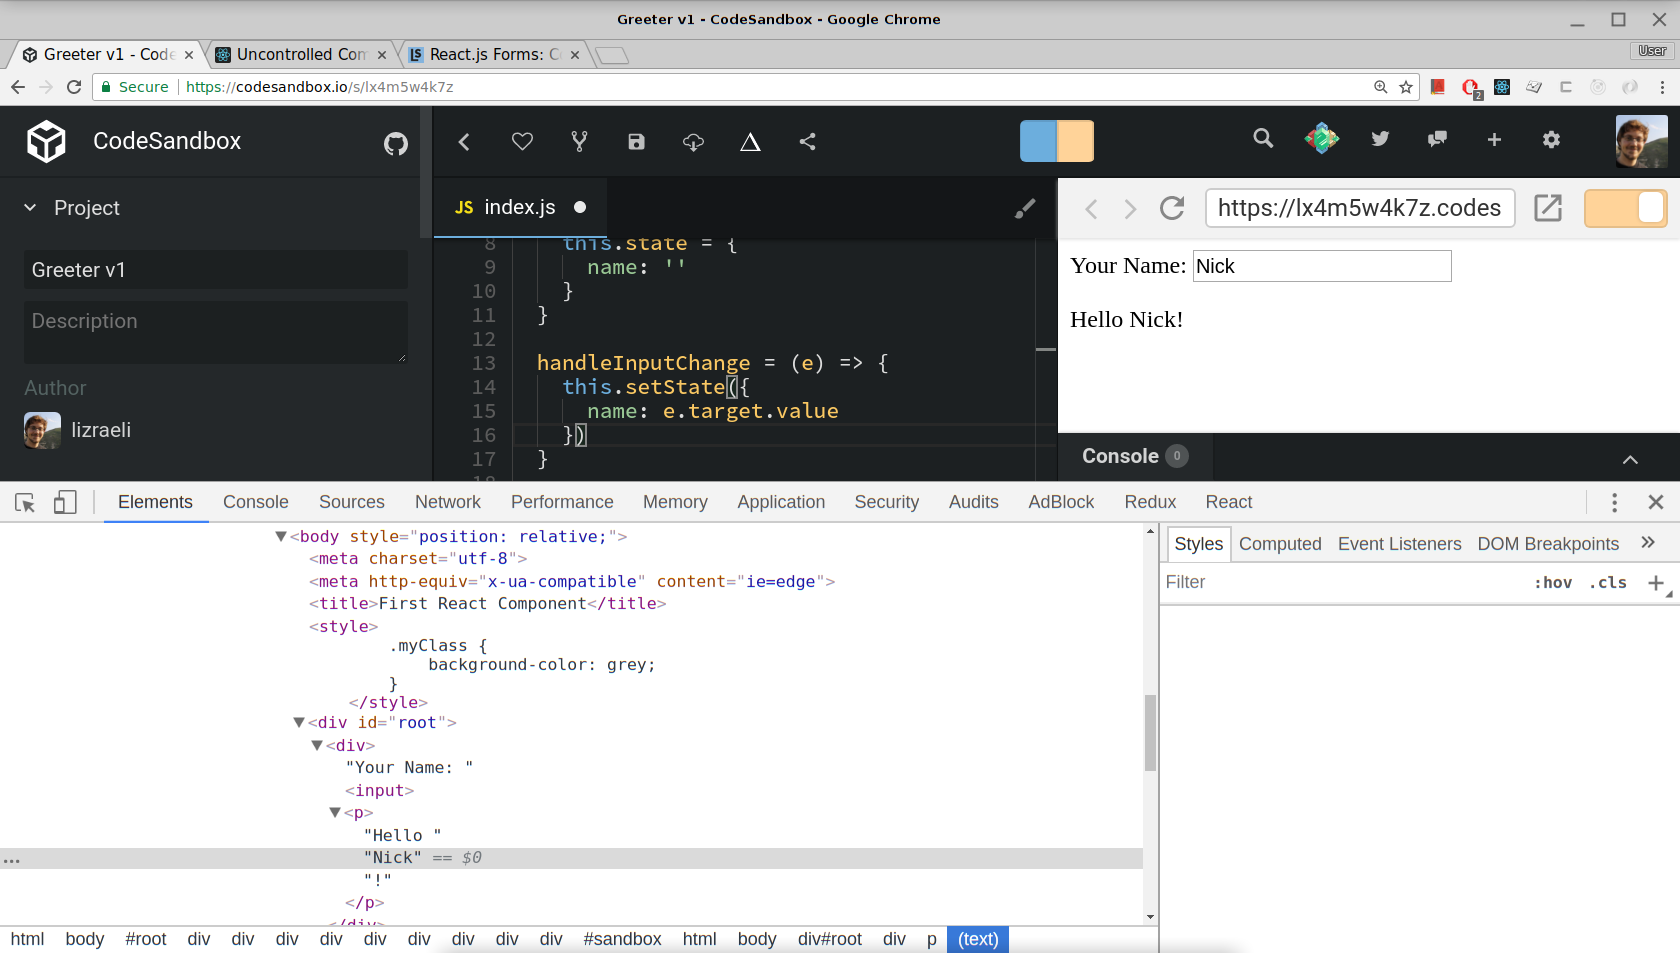 Greeter v1 - CodeSandbox - Google Chrome
Greeter v1 - Code
Uncontrolled Com
React.js Forms: C
User
Secure
https://codesandbox.io/s/lx4m5w4k7z
2
CodeSandbox
Project
Greeter v1
Description
Author
lizraeli
JS index.js
8 this.state = {
9 name: ''
10 }
11 }
12
13 handleInputChange = (e) => {
14 this.setState({
15 name: e.target.value
16 })
17 }
https://lx4m5w4k7z.codes
Your Name: Nick
Hello Nick!
Console 0
Elements Console Sources Network Performance Memory Application Security Audits AdBlock Redux React
<body style="position: relative;">
<meta charset="utf-8">
<meta http-equiv="x-ua-compatible" content="ie=edge">
<title>First React Component</title>
<style>
.myClass {
background-color: grey;
}
</style>
<div id="root">
<div>
"Your Name: "
<input>
<p>
"Hello "
... "Nick" == $0
"!"
</p>
</div>
html body #root div div div div div div div div div #sandbox html body div#root div p (text)
Styles Computed Event Listeners DOM Breakpoints »
Filter :hov .cls +